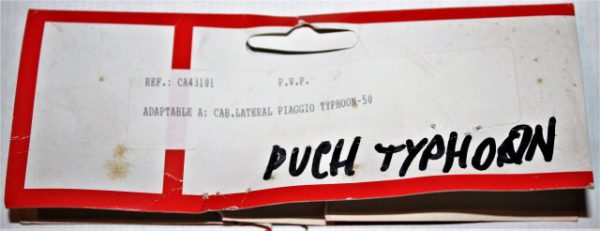 REF.: CA43101 P.V.P.
ADAPTABLE A: CAB.LATERAL PIAGGIO TYPHOON-50
PUCH TYPHOON